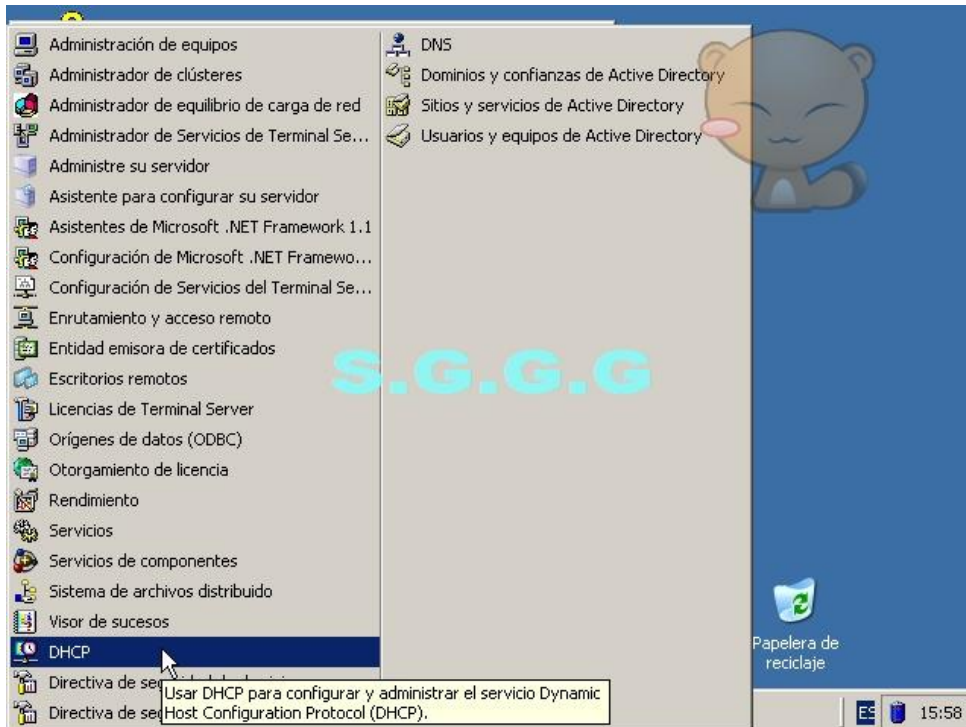 Administración de equipos
Administrador de clústeres
Administrador de equilibrio de carga de red
Administrador de Servicios de Terminal Se...
Administre su servidor
Asistente para configurar su servidor
Asistentes de Microsoft .NET Framework 1.1
Configuración de Microsoft .NET Framewo...
Configuración de Servicios del Terminal Se...
Enrutamiento y acceso remoto
Entidad emisora de certificados
Escritorios remotos
Licencias de Terminal Server
Orígenes de datos (ODBC)
Otorgamiento de licencia
Rendimiento
Servicios
Servicios de componentes
Sistema de archivos distribuido
Visor de sucesos
DHCP
Directiva de
Directiva de
Usar DHCP para configurar y administrar el servicio Dynamic
Host Configuration Protocol (DHCP).
DNS
Dominios y confianzas de Active Directory
Sitios y servicios de Active Directory
Usuarios y equipos de Active Directory
S.G.G.G
Papelera de
reciclaje
ES
15:58